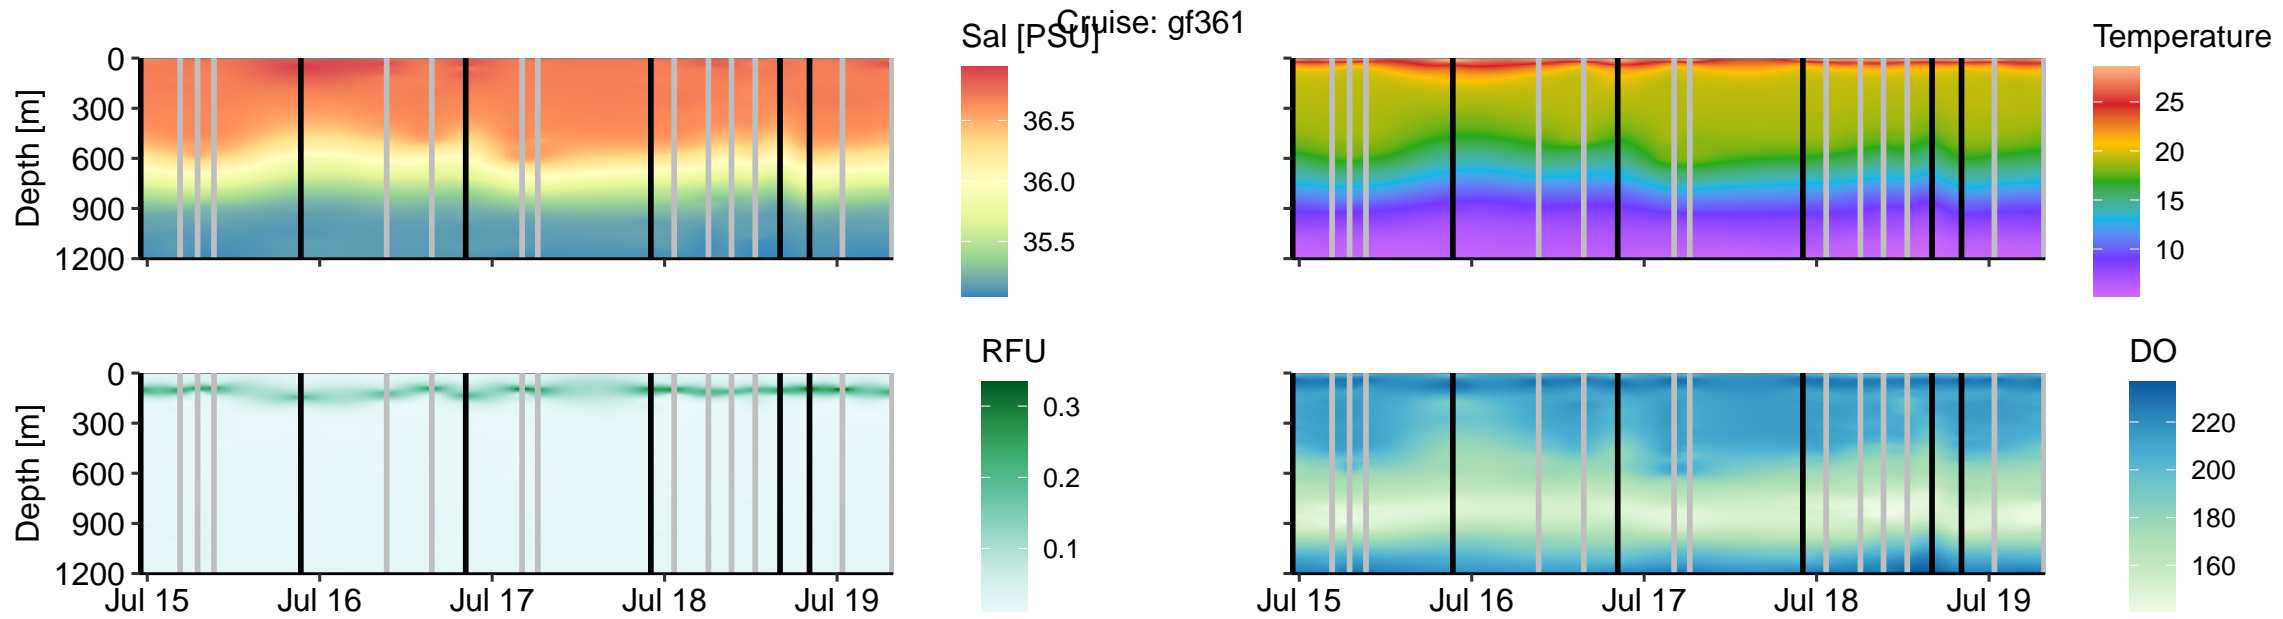 Cruise: gf361
Sal [PSU]
Temperature
Depth [m]
0
300
600
900
1200
36.5
36.0
35.5
25
20
15
10
RFU
DO
Depth [m]
0
300
600
900
1200
0.3
0.2
0.1
220
200
180
160
Jul 15 Jul 16 Jul 17 Jul 18 Jul 19
Jul 15 Jul 16 Jul 17 Jul 18 Jul 19